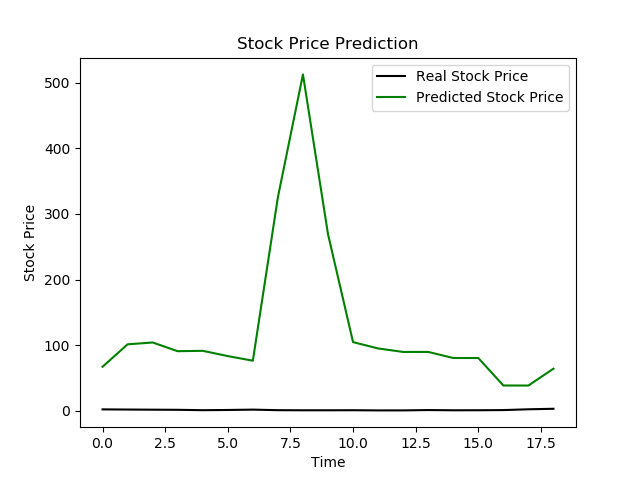 Stock Price Prediction
Real Stock Price
Predicted Stock Price
500
400
300
200
100
0
Stock Price
0.0 2.5 5.0 7.5 10.0 12.5 15.0 17.5
Time